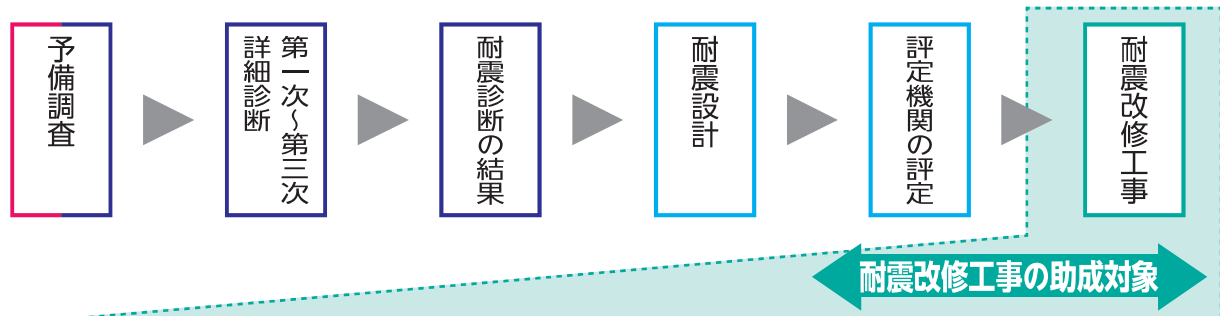 予備調査
第一次～第三次
詳細診断
耐震診断の結果
耐震設計
評定機関の評定
耐震改修工事
耐震改修工事の助成対象